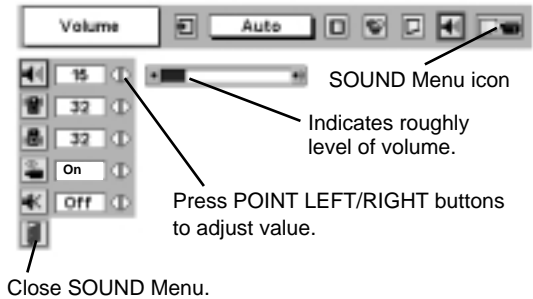 Volume Auto
SOUND Menu icon
15
Indicates roughly
level of volume.
32
32
On
Off
Press POINT LEFT/RIGHT buttons
to adjust value.
Close SOUND Menu.